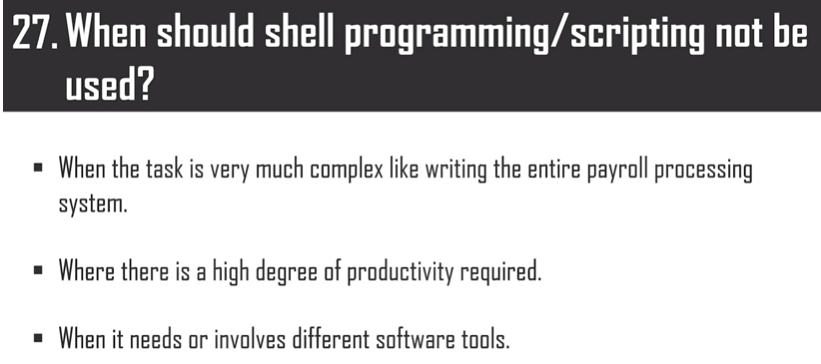 27. When should shell programming/scripting not be
used?
▪ When the task is very much complex like writing the entire payroll processing
system.
▪ Where there is a high degree of productivity required.
▪ When it needs or involves different software tools.